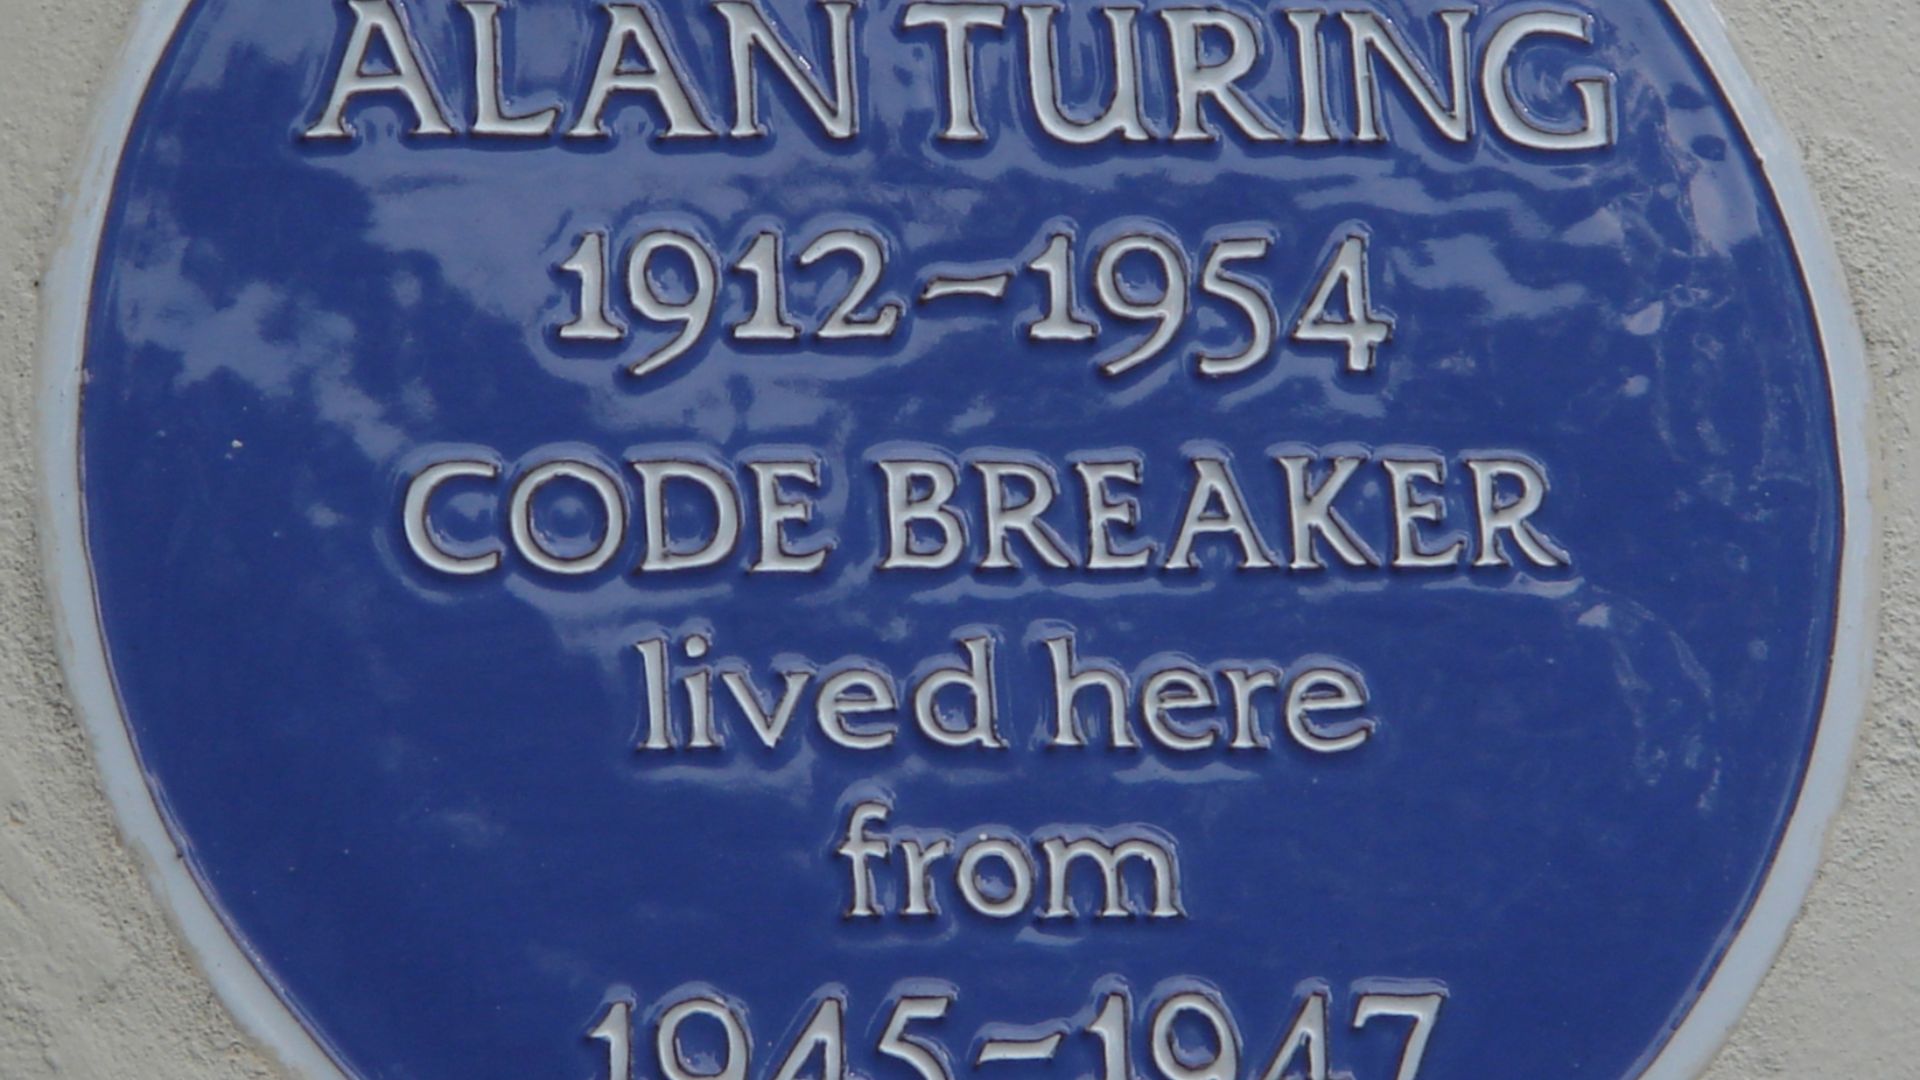 ALAN TURING
1912-1954
CODE BREAKER
lived here
from
1945-1947